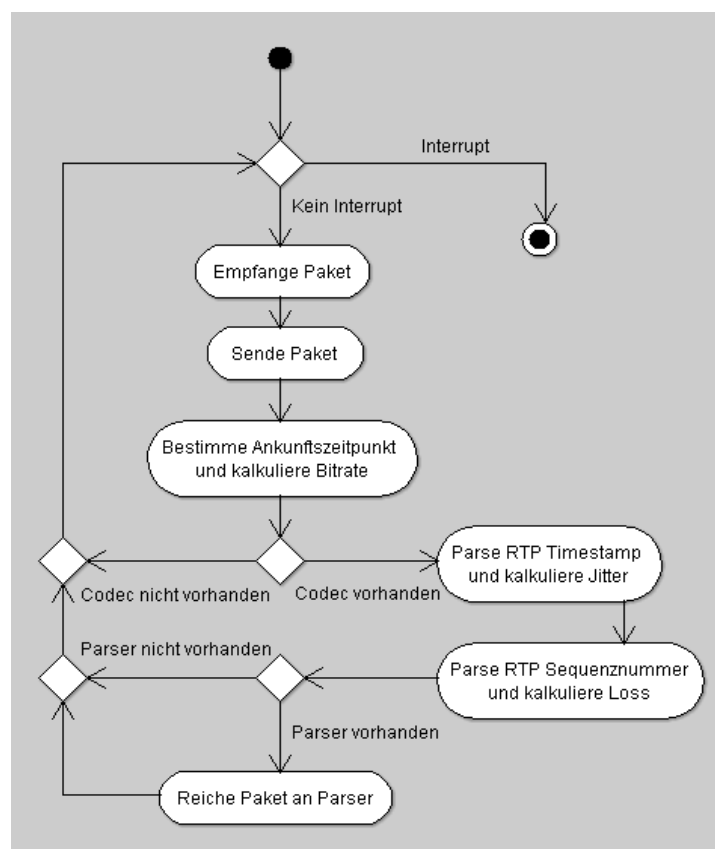 Interrupt
Kein Interrupt
Empfange Paket
Sende Paket
Bestimme Ankunftszeitpunkt
und kalkuliere Bitrate
Parse RTP Timestamp
und kalkuliere Jitter
Codec nicht vorhanden
Codec vorhanden
Parser nicht vorhanden
Parse RTP Sequenznummer
und kalkuliere Loss
Parser vorhanden
Reiche Paket an Parser